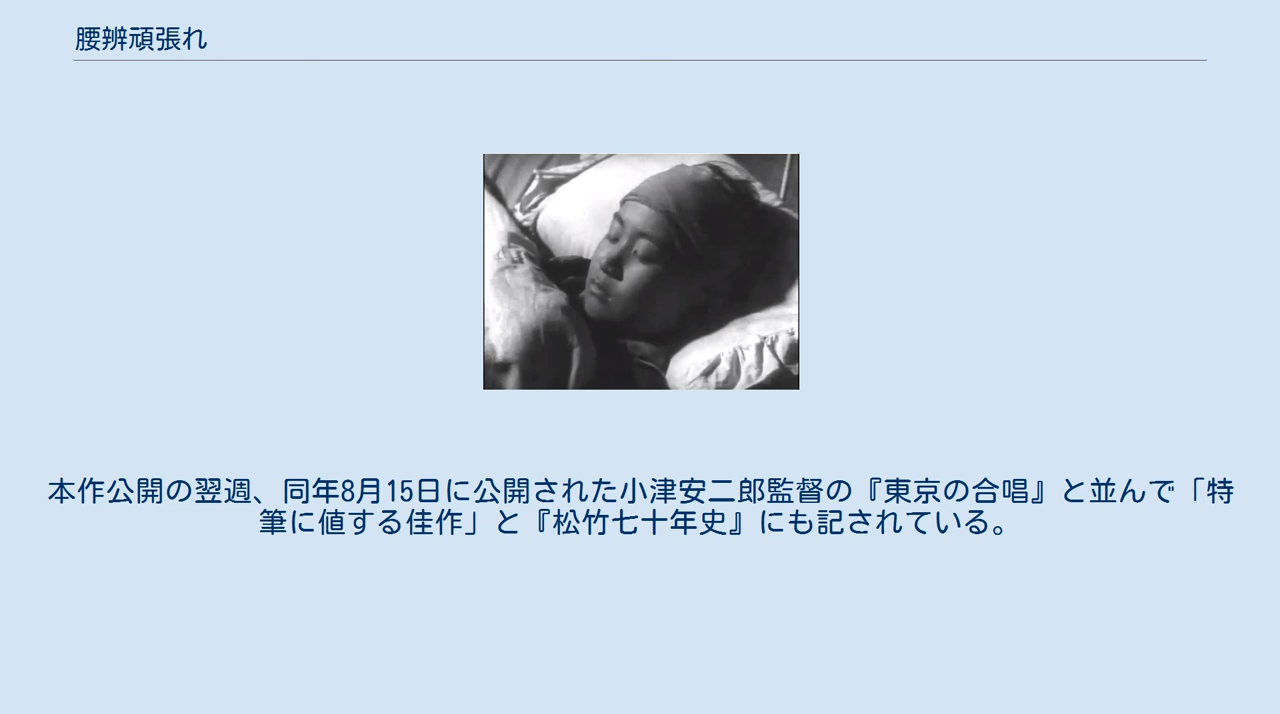 腰辨頑張れ
本作公開の翌週、同年8月15日に公開された小津安二郎監督の『東京の合唱』と並んで「特
筆に値する佳作」と『松竹七十年史』にも記されている。